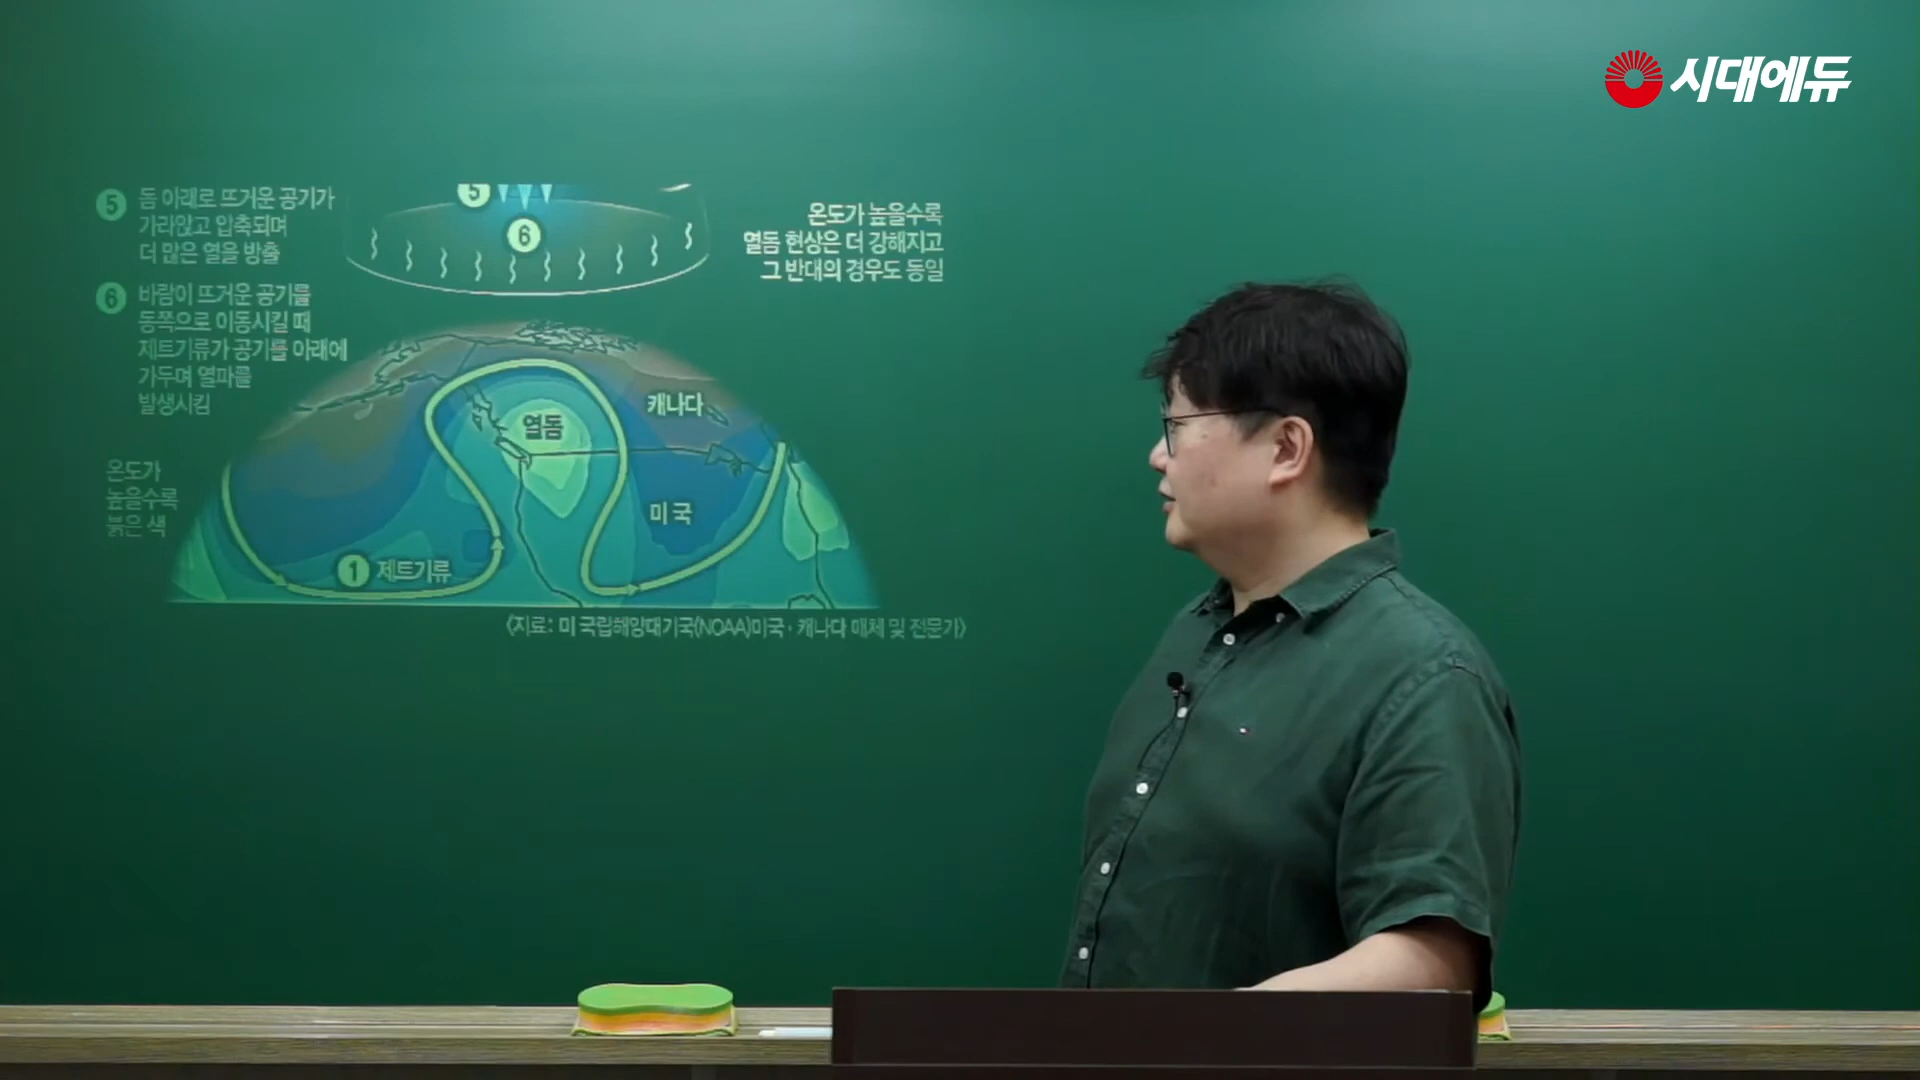 시대에듀
5 돔 아래로 뜨거운 공기가
가라앉고 압축되며
더 많은 열을 방출
6 바람이 뜨거운 공기를
동쪽으로 이동시킬 때
제트기류가 공기를 아래에
가두며 열파를
발생시킴
5
6
온도가 높을수록
열돔 현상은 더 강해지고
그 반대의 경우도 동일
온도가
높을수록
붉은 색
열돔
캐나다
미국
1 제트기류
《자료: 미 국립해양대기국(NOAA)미국·캐나다 매체 및 전문가》